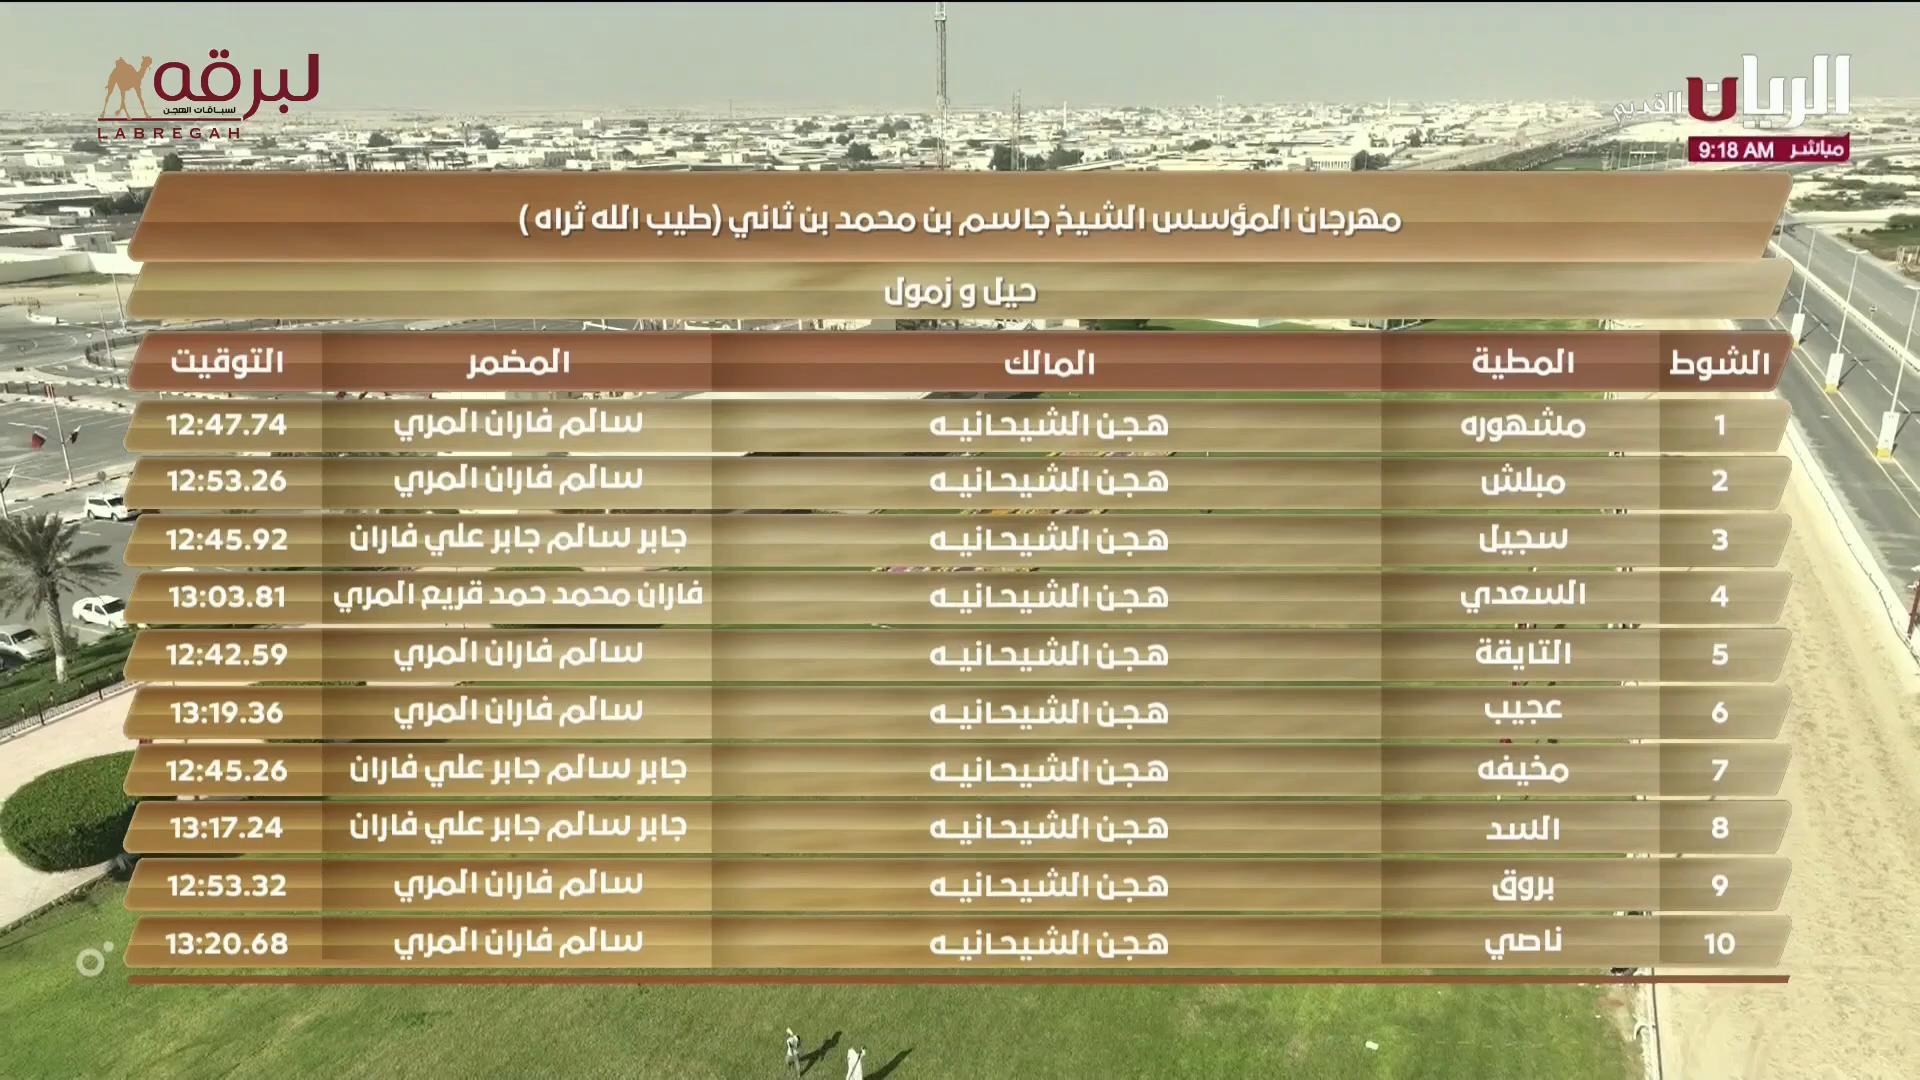 لبرقه
لسباقات الهجن
LABREGAH
الريان القديم
مباشر 9:18 AM
مهرجان المؤسس الشيخ جاسم بن محمد بن ثاني (طيب الله ثراه )
حيل و زمول
الشوط المطية المالك المضمر التوقيت
1 مشهوره هجن الشيحانيه سالم فاران المري 12:47.74
2 مبلش هجن الشيحانيه سالم فاران المري 12:53.26
3 سجيل هجن الشيحانيه جابر سالم جابر علي فاران 12:45.92
4 السعدي هجن الشيحانيه فاران محمد حمد قريع المري 13:03.81
5 التايقة هجن الشيحانيه سالم فاران المري 12:42.59
6 عجيب هجن الشيحانيه سالم فاران المري 13:19.36
7 مخيفه هجن الشيحانيه جابر سالم جابر علي فاران 12:45.26
8 السد هجن الشيحانيه جابر سالم جابر علي فاران 13:17.24
9 بروق هجن الشيحانيه سالم فاران المري 12:53.32
10 ناصي هجن الشيحانيه سالم فاران المري 13:20.68